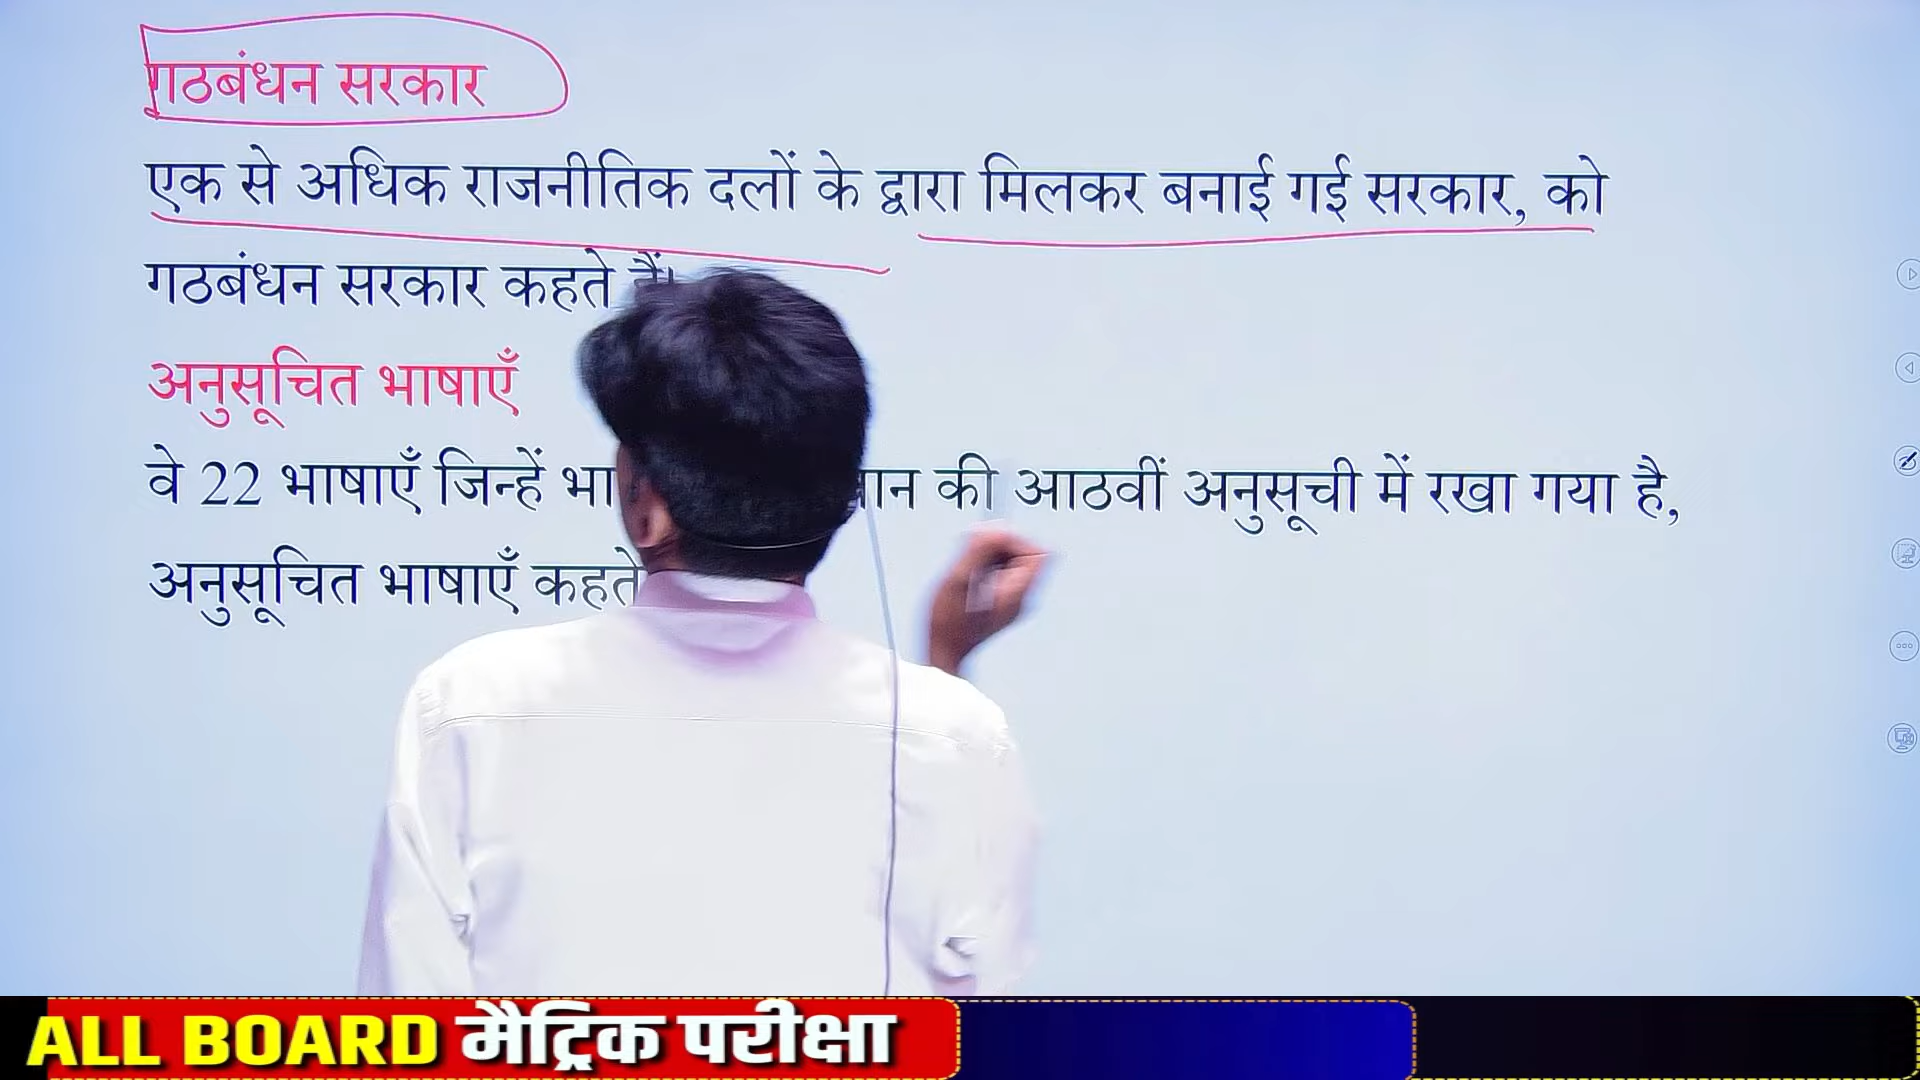 गठबंधन सरकार
एक से अधिक राजनीतिक दलों के द्वारा मिलकर बनाई गई सरकार, को
गठबंधन सरकार कहते हैं।
अनुसूचित भाषाएँ
वे 22 भाषाएँ जिन्हें की आठवीं अनुसूची में रखा गया है,
अनुसूचित भाषाएँ कहते
ALL BOARD मैट्रिक परीक्षा